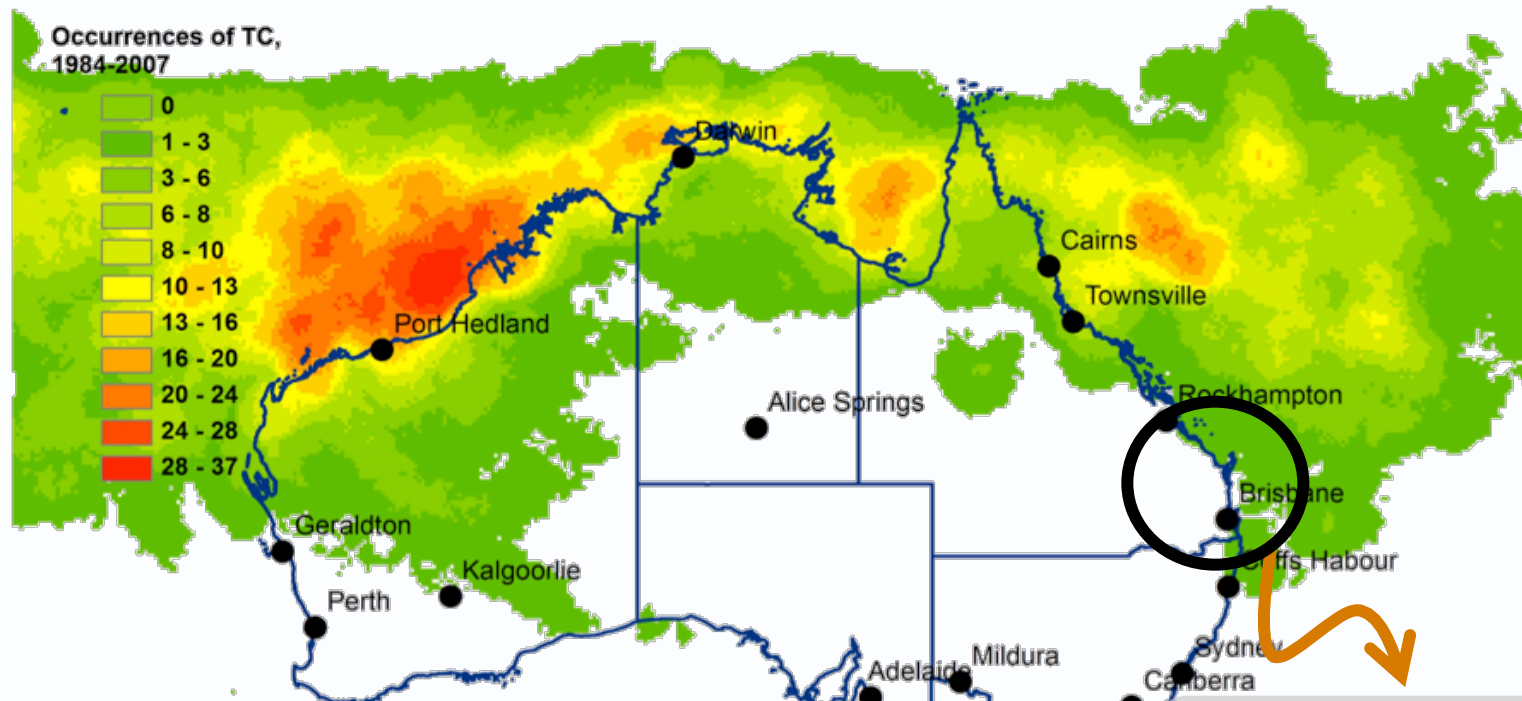 Occurrences of TC,
1984-2007
0
1 - 3
3 - 6
6 - 8
8 - 10
10 - 13
13 - 16
16 - 20
20 - 24
24 - 28
28 - 37
Darwin
Cairns
Townsville
Port Hedland
Rockhampton
Alice Springs
Brisbane
Geraldton
Kalgoorlie
Habour
Perth
Sydney
Mildura
Adelaide
Canberra